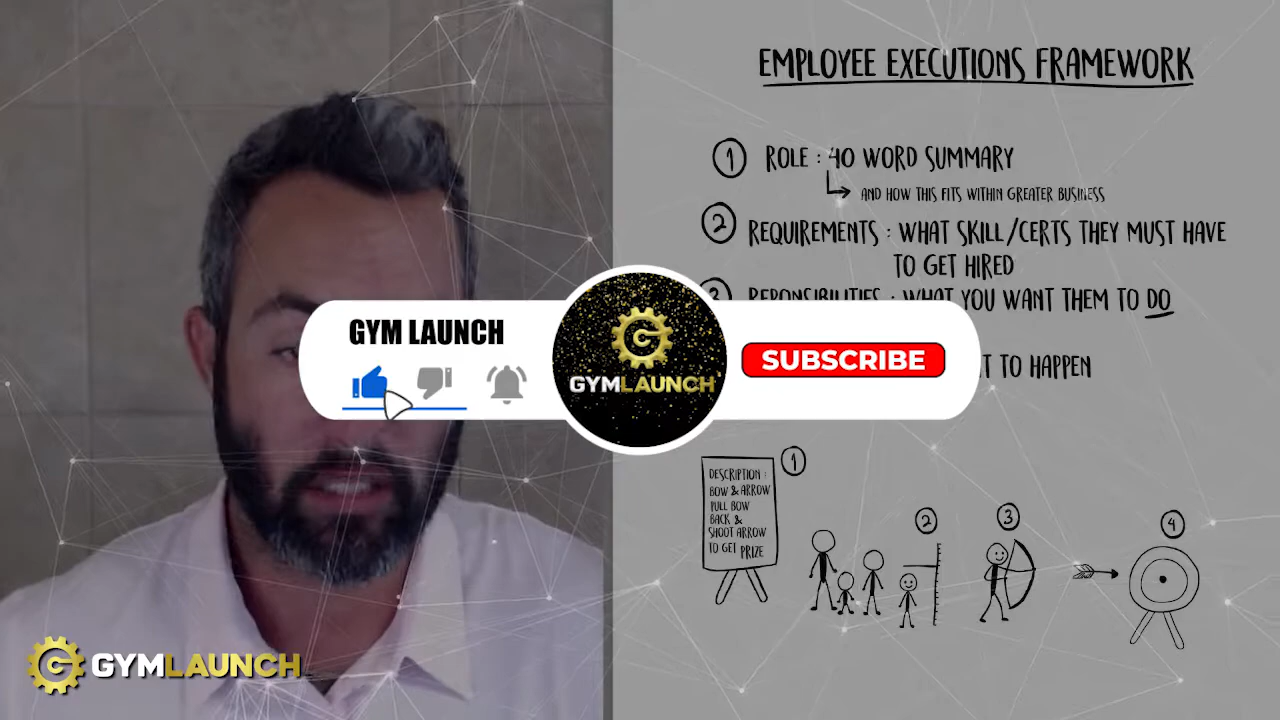 EMPLOYEE EXECUTIONS FRAMEWORK
1 ROLE : 40 WORD SUMMARY
AND HOW THIS FITS WITHIN GREATER BUSINESS
2 REQUIREMENTS : WHAT SKILL/CERTS THEY MUST HAVE
TO GET HIRED
3 REPONSIBILITIES : WHAT YOU WANT THEM TO DO
T TO HAPPEN
GYM LAUNCH
GYMLAUNCH
SUBSCRIBE
1
DESCRIPTION :
BOW & ARROW
PULL BOW
BACK &
SHOOT ARROW
TO GET PRIZE
2
3
4
GYMLAUNCH